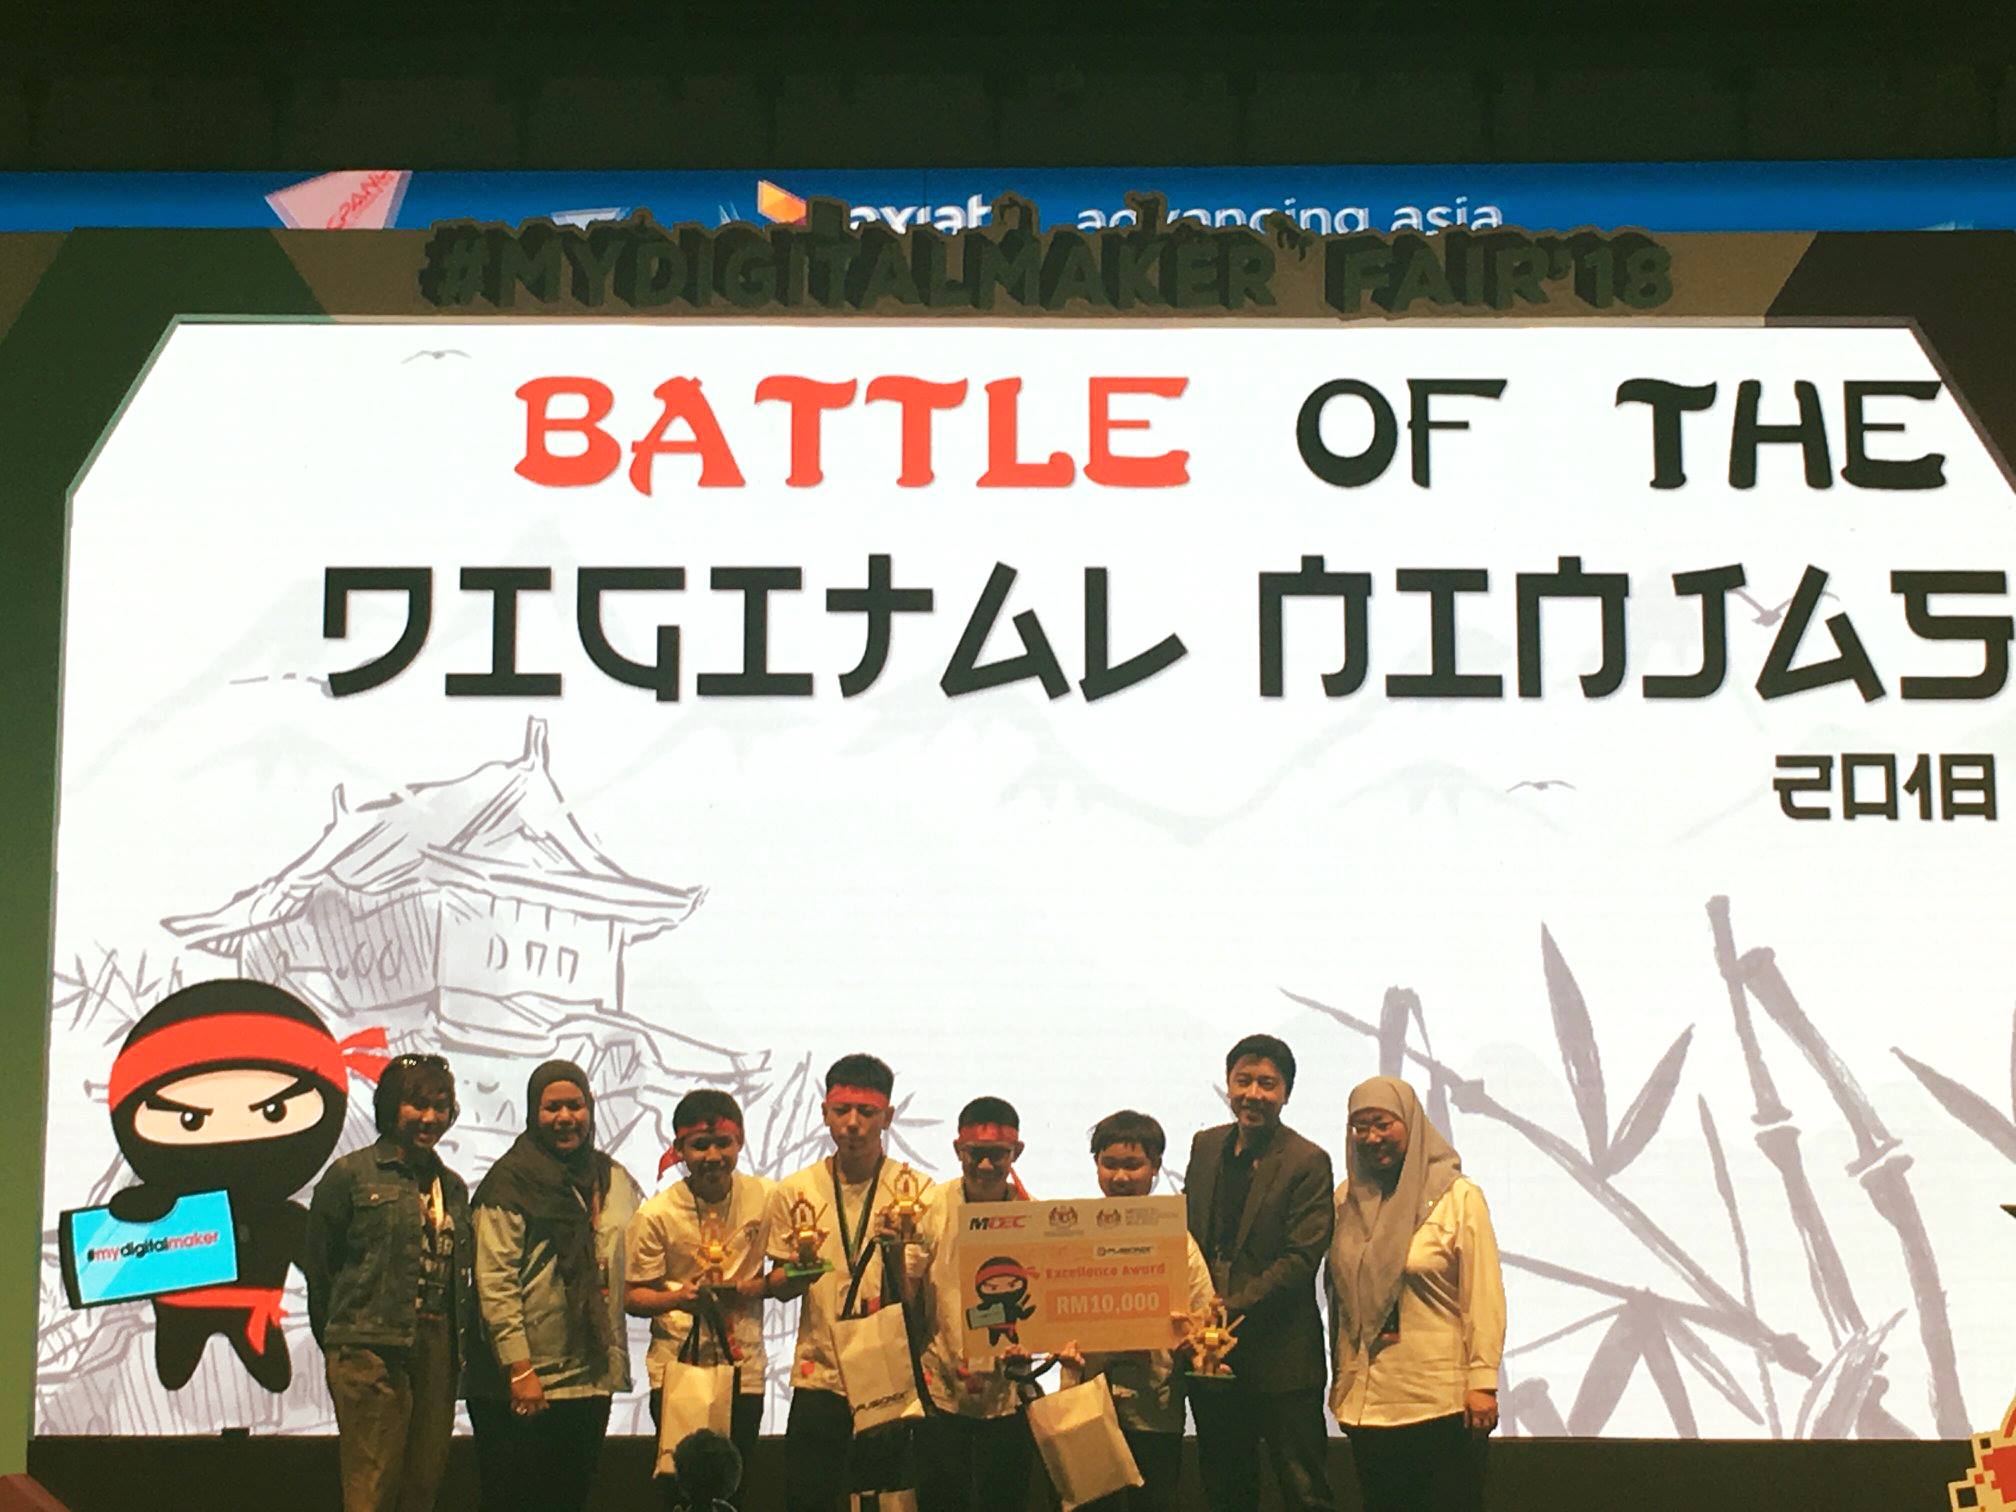 axiata advancing asia
#MYDIGITALMAKER FAIR'18
BATTLE OF THE
DIGITAL NINJAS
2018
#mydigitalmaker
MDEC
Excellence Award
RM10,000